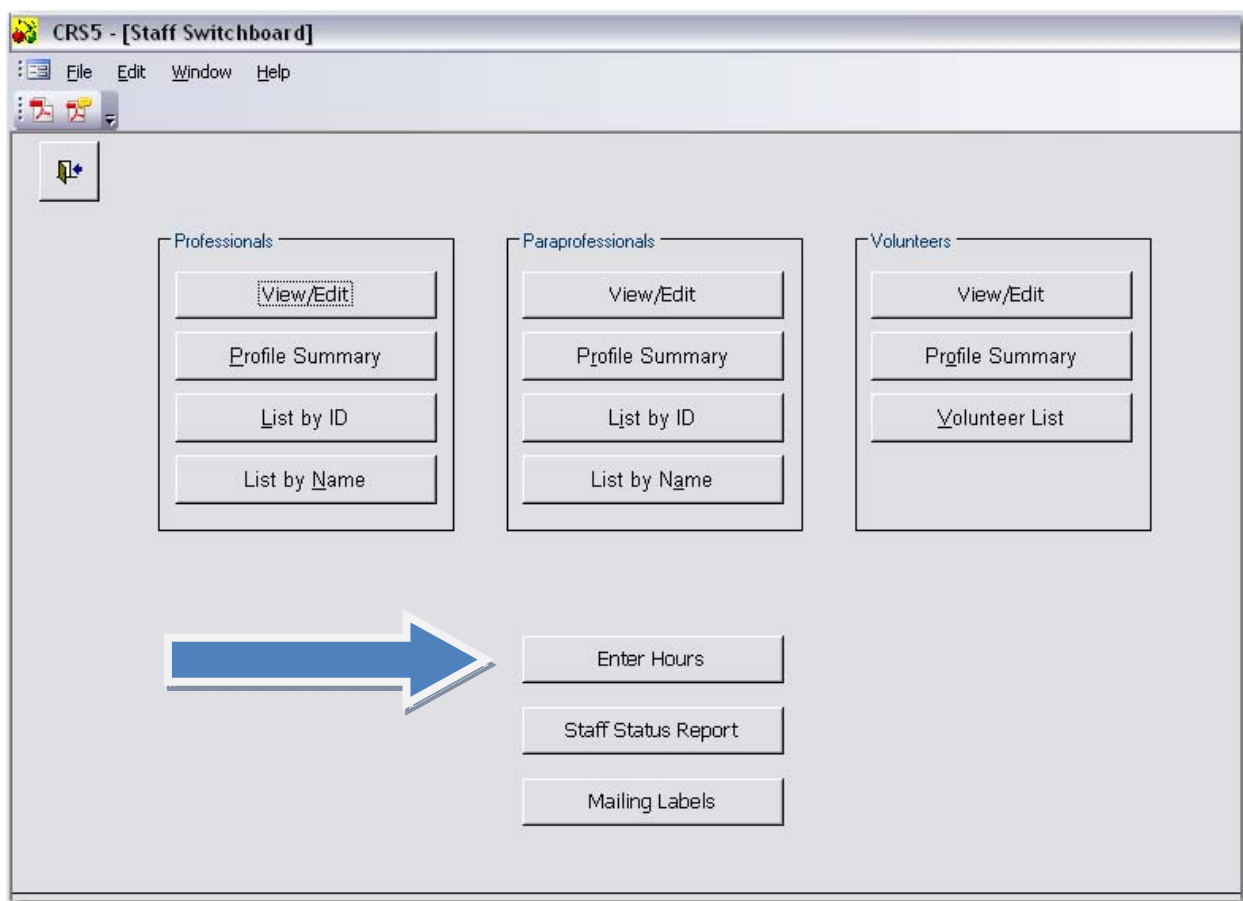 CRS5 - [Staff Switchboard]
File Edit Window Help
Professionals
View/Edit
Profile Summary
List by ID
List by Name
Paraprofessionals
View/Edit
Profile Summary
List by ID
List by Name
Volunteers
View/Edit
Profile Summary
Volunteer List
Enter Hours
Staff Status Report
Mailing Labels